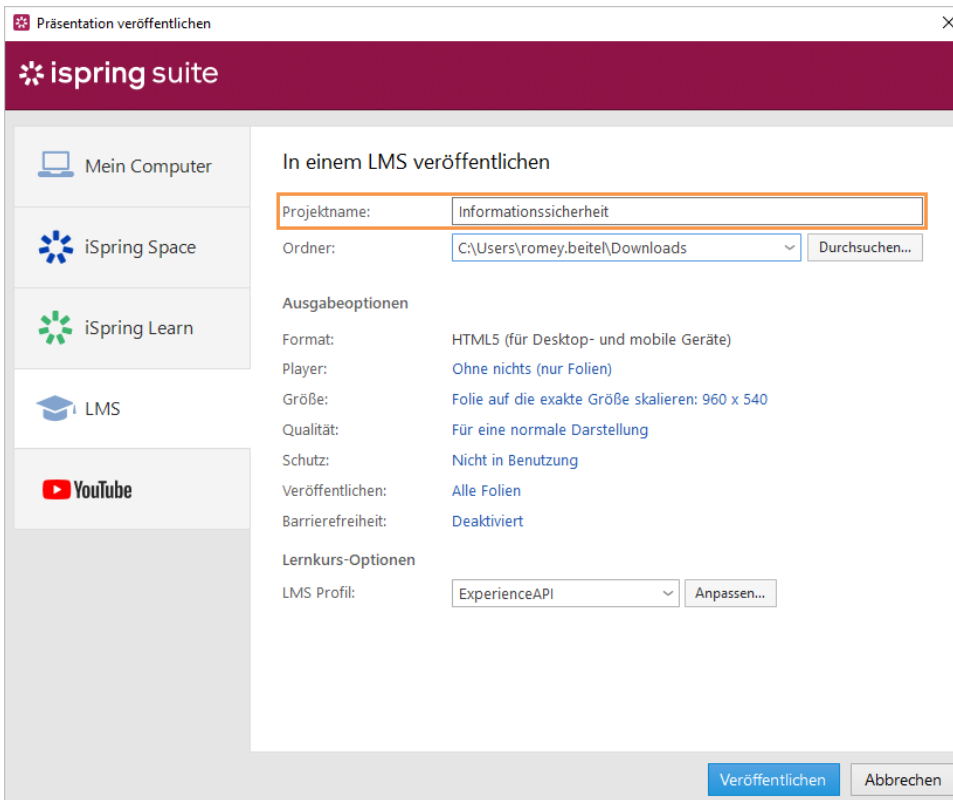 Präsentation veröffentlichen
ispring suite
Mein Computer
iSpring Space
iSpring Learn
LMS
YouTube
In einem LMS veröffentlichen
Projektname: Informationssicherheit
Ordner: C:\Users\romey.beitel\Downloads Durchsuchen...
Ausgabeoptionen
Format: HTML5 (für Desktop- und mobile Geräte)
Player: Ohne nichts (nur Folien)
Größe: Folie auf die exakte Größe skalieren: 960 x 540
Qualität: Für eine normale Darstellung
Schutz: Nicht in Benutzung
Veröffentlichen: Alle Folien
Barrierefreiheit: Deaktiviert
Lernkurs-Optionen
LMS Profil: ExperienceAPI Anpassen...
Veröffentlichen Abbrechen